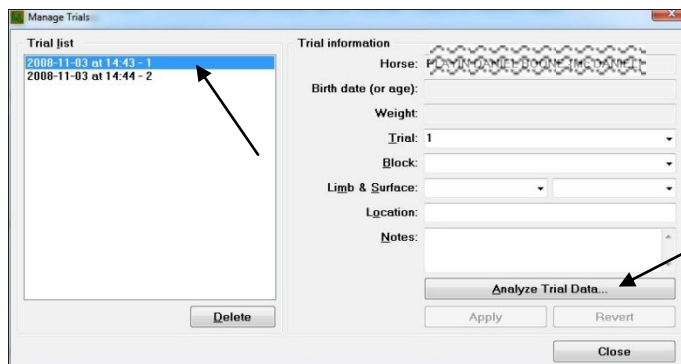 Manage Trials
Trial list
2008-11-03 at 14:43 - 1
2008-11-03 at 14:44 - 2
Delete
Trial information
Horse:
Birth date (or age):
Weight:
Trial: 1
Block:
Limb & Surface:
Location:
Notes:
Analyze Trial Data...
Apply Revert
Close